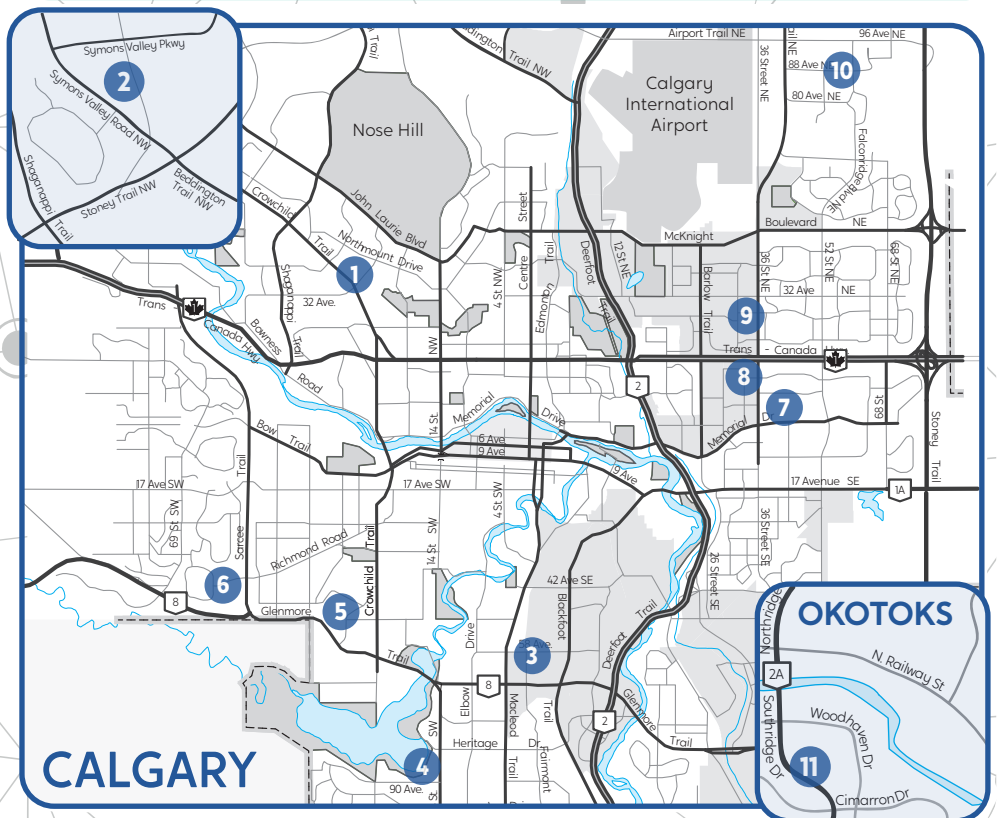 Symons Valley Pkwy
2
Symons Valley Road NW
Shaganappi Trail
Stoney Trail NW
Beddington
Trail NW
Trail
Trail NW
Airport Trail NE
96 Ave NE
36 Street NE
88 Ave N
10
80 Ave NE
Calgary
International
Airport
Nose Hill
Falconridge Blvd NE
Crowchild
Trail
John Laurie Blvd
Northmount Drive
1
Shaganappi
Trail
32 Ave.
4 St NW
Centre
Street
Edmonton
Trail
Deerfoot
Trail
12 St NE
McKnight
Boulevard
NE
Barlow
Trail
36 St NE
52 St NE
68 St NE
32 Ave
NE
9
Trans
Canada Hwy
Bowness
Road
NW
Trans
- Canada
2
8
7
Memorial
D
68 St
14 St
Memorial
Drive
6 Ave
9 Ave
9 Ave
Bow
Trail
Stoney
Trail
17 Ave SW
17 Ave SW
17 Avenue SE
1A
69 St SW
Sarcee
Trail
Richmond Road
Crowchild
Trail
14 St
SW
4 St SW
36 Street SE
26 Street SE
42 Ave SE
Blackfoot
Trail
Deerfoot
Trail
6
8
Glenmore
5
Trail
3
58 Ave.
Elbow
Drive
8
Macleod
Trail
2
Glenmore
Trail
SW
Heritage
Dr
Fairmont
4
90 Ave.
CALGARY
OKOTOKS
Northridge
N. Railway St
2A
Southridge Dr
Woodhaven Dr
11
Cimarron Dr